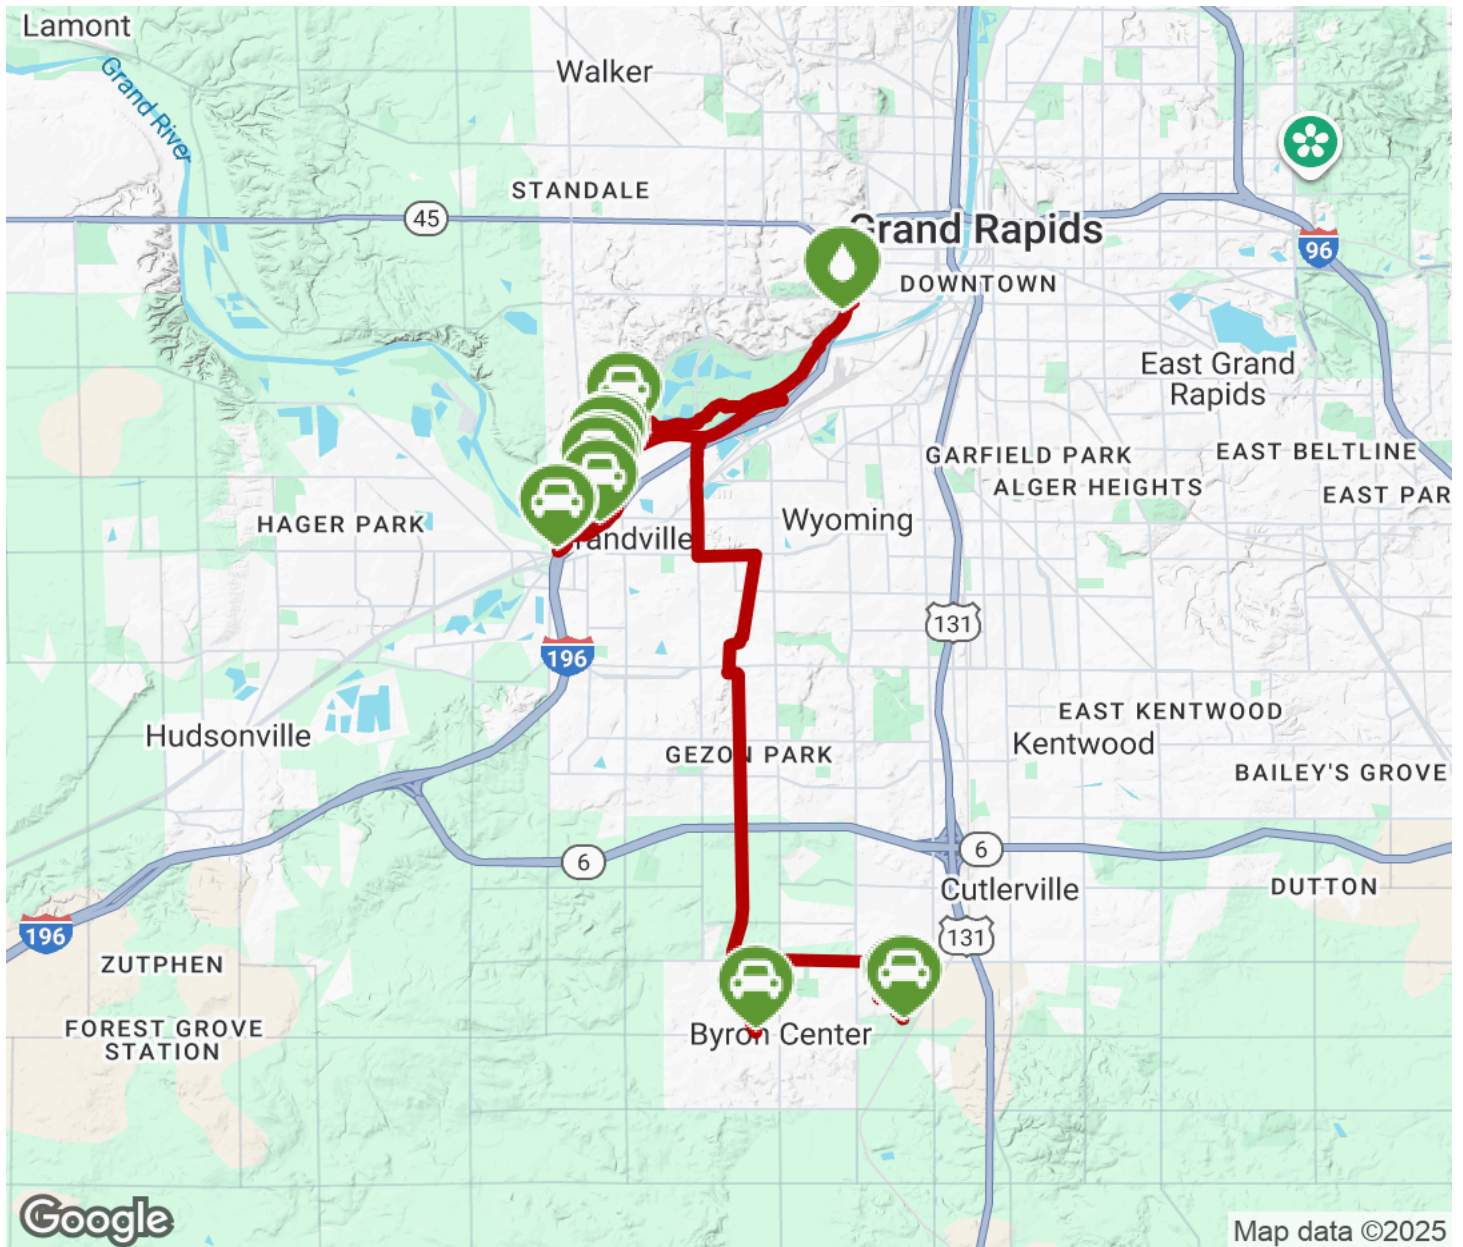 Lamont
Grand River
Walker
STANDALE
45
Grand Rapids
96
DOWNTOWN
East Grand
Rapids
GARFIELD PARK
EAST BELTLINE
ALGER HEIGHTS
EAST PAR
HAGER PARK
Wyoming
randville
131
196
EAST KENTWOOD
Hudsonville
Kentwood
GEZON PARK
BAILEY'S GROVE
6
6
Cutlerville
DUTTON
196
131
ZUTPHEN
FOREST GROVE
STATION
Byron Center
Google
Map data ©2025